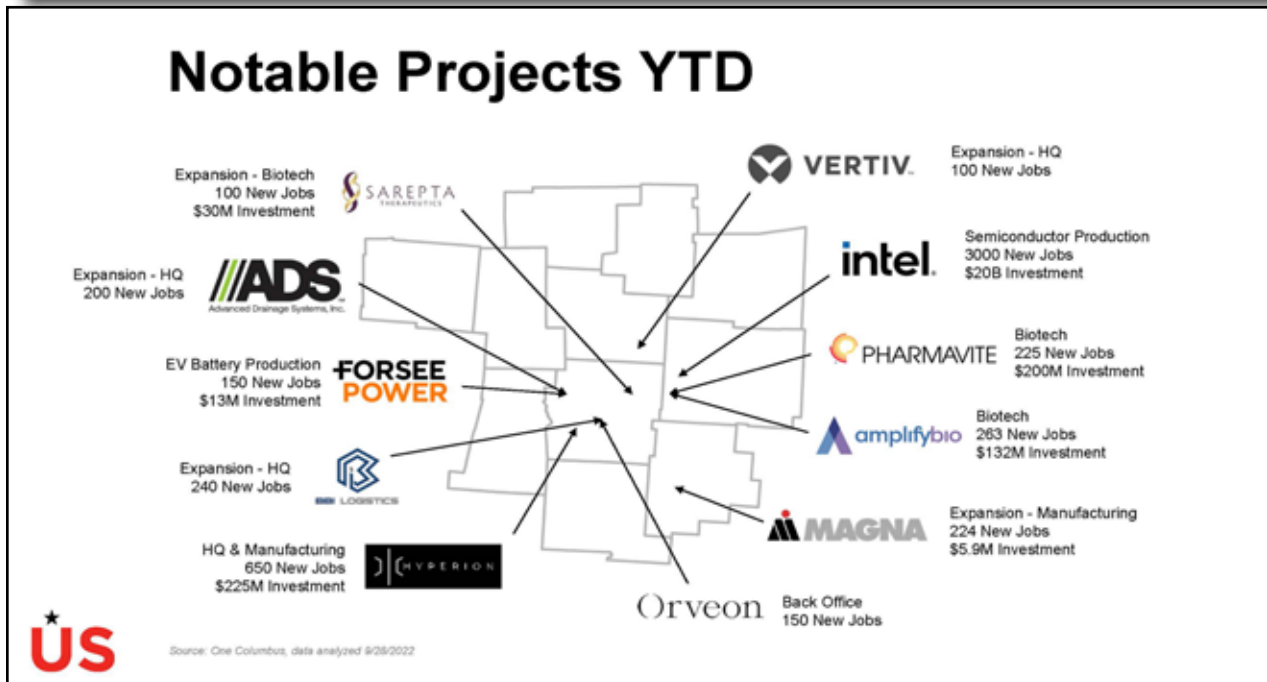 Notable Projects YTD
Expansion - Biotech
100 New Jobs
$30M Investment
SAREPTA
THERAPEUTICS
VERTIV™
Expansion - HQ
100 New Jobs
Expansion - HQ
200 New Jobs
ADS™
Advanced Drainage Systems, Inc.
intel.
Semiconductor Production
3000 New Jobs
$20B Investment
EV Battery Production
150 New Jobs
$13M Investment
FORSEE
POWER
PHARMAVITE
Biotech
225 New Jobs
$200M Investment
amplifybio
Biotech
263 New Jobs
$132M Investment
Expansion - HQ
240 New Jobs
LOGISTICS
MAGNA
Expansion - Manufacturing
224 New Jobs
$5.9M Investment
HQ & Manufacturing
650 New Jobs
$225M Investment
HYPERION
Orveon
Back Office
150 New Jobs
US
Source: One Columbus, data analyzed 9/28/2022